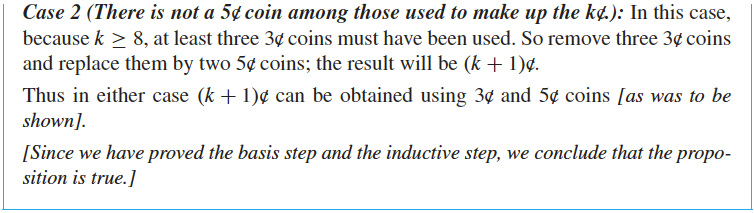 Case 2 (There is not a 5¢ coin among those used to make up the k¢.): In this case,
because k ≥ 8, at least three 3¢ coins must have been used. So remove three 3¢ coins
and replace them by two 5¢ coins; the result will be (k + 1)¢.
Thus in either case (k + 1)¢ can be obtained using 3¢ and 5¢ coins [as was to be
shown].
[Since we have proved the basis step and the inductive step, we conclude that the propo-
sition is true.]